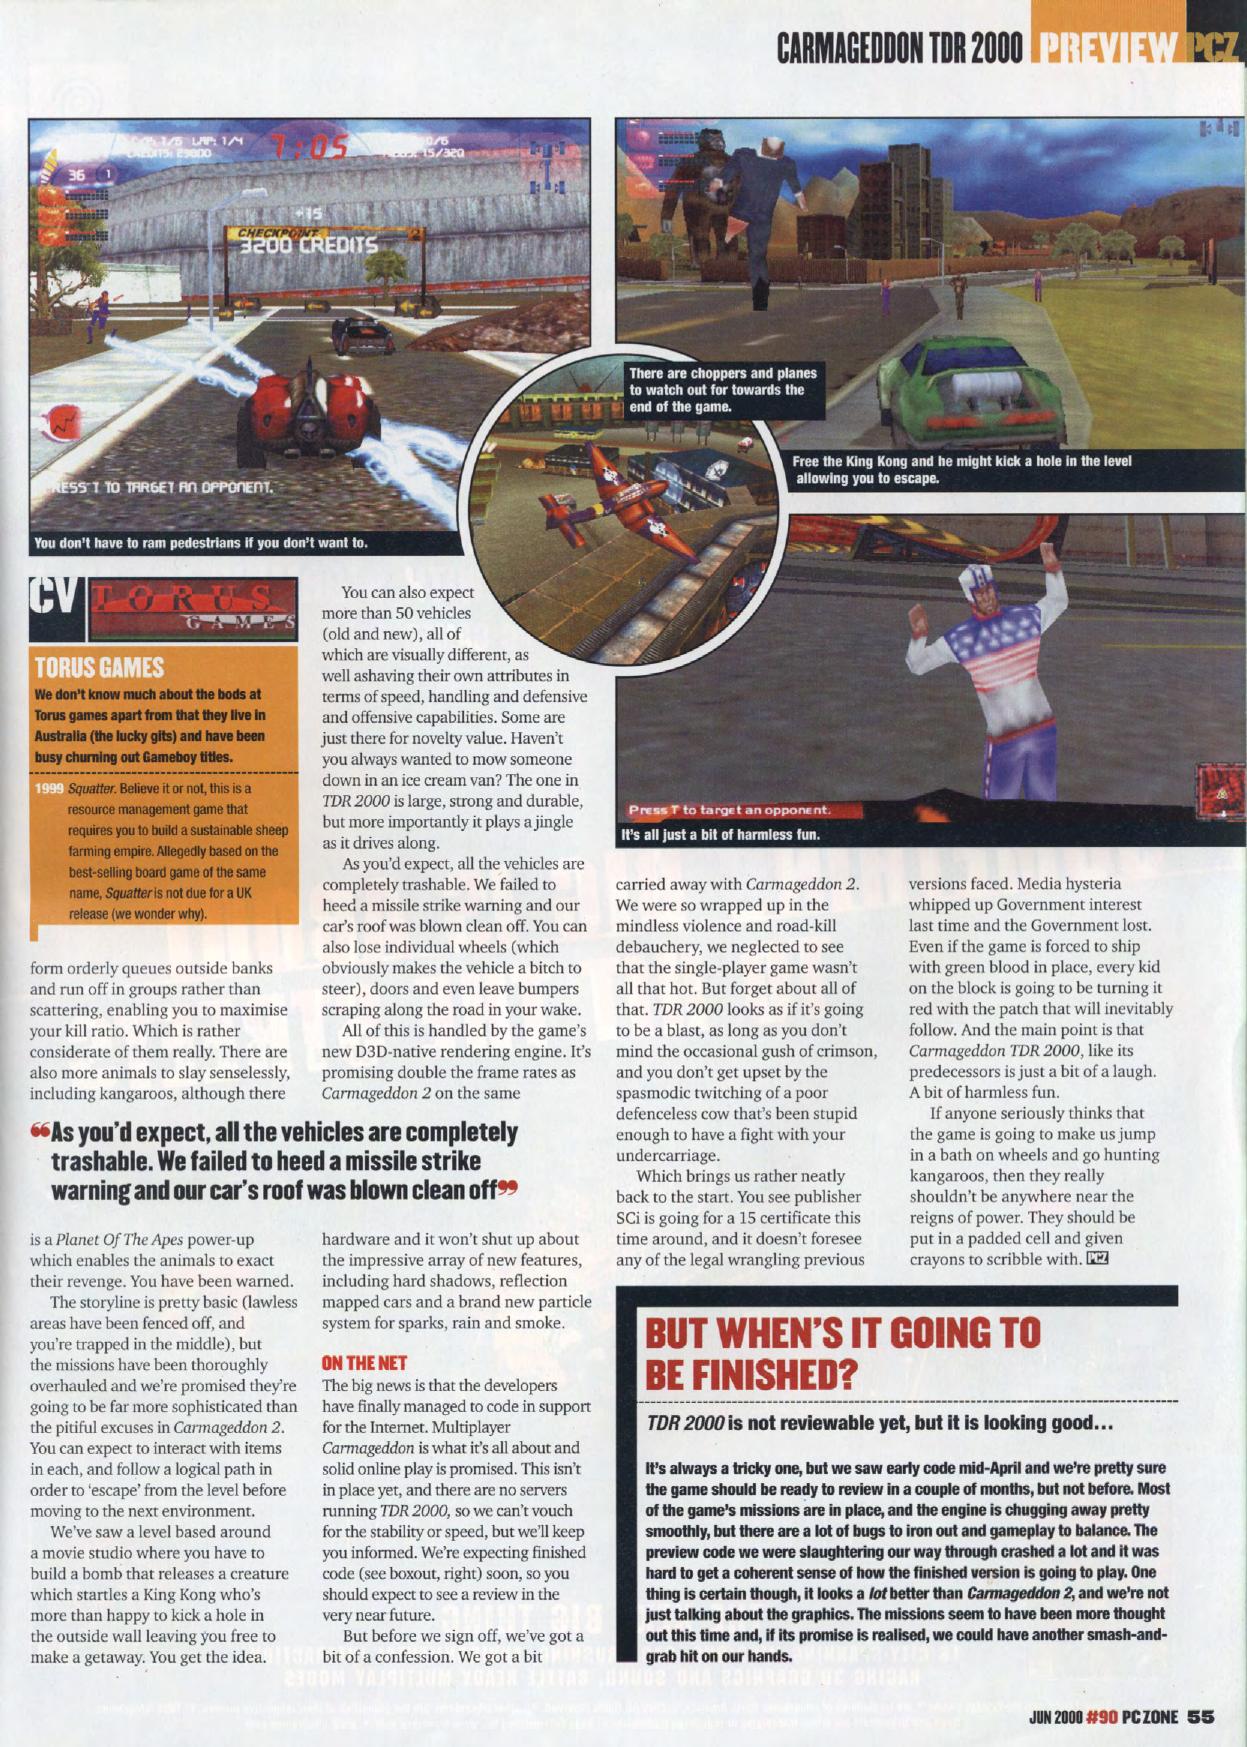 CARMAGEDDON TDR 2000 PREVIEW PCZ
LAP: 1/4
7:05
15/320
36 1
+15
CHECKPOINT 2
3200 CREDITS
RESS T TO TARGET AN OPPONENT.
You don't have to ram pedestrians if you don't want to.
There are choppers and planes
to watch out for towards the
end of the game.
Free the King Kong and he might kick a hole in the level
allowing you to escape.
Press T to target an opponent.
It's all just a bit of harmless fun.
CV TORUS
GAMES
TORUS GAMES
We don't know much about the bods at
Torus games apart from that they live in
Australia (the lucky gits) and have been
busy churning out Gameboy titles.
1999 Squatter. Believe it or not, this is a
resource management game that
requires you to build a sustainable sheep
farming empire. Allegedly based on the
best-selling board game of the same
name, Squatter is not due for a UK
release (we wonder why).
form orderly queues outside banks
and run off in groups rather than
scattering, enabling you to maximise
your kill ratio. Which is rather
considerate of them really. There are
also more animals to slay senselessly,
including kangaroos, although there
is a Planet Of The Apes power-up
which enables the animals to exact
their revenge. You have been warned.
The storyline is pretty basic (lawless
areas have been fenced off, and
you're trapped in the middle), but
the missions have been thoroughly
overhauled and we're promised they're
going to be far more sophisticated than
the pitiful excuses in Carmageddon 2.
You can expect to interact with items
in each, and follow a logical path in
order to 'escape' from the level before
moving to the next environment.
We've saw a level based around
a movie studio where you have to
build a bomb that releases a creature
which startles a King Kong who's
more than happy to kick a hole in
the outside wall leaving you free to
make a getaway. You get the idea.
You can also expect
more than 50 vehicles
(old and new), all of
which are visually different, as
well ashaving their own attributes in
terms of speed, handling and defensive
and offensive capabilities. Some are
just there for novelty value. Haven't
you always wanted to mow someone
down in an ice cream van? The one in
TDR 2000 is large, strong and durable,
but more importantly it plays a jingle
as it drives along.
As you'd expect, all the vehicles are
completely trashable. We failed to
heed a missile strike warning and our
car's roof was blown clean off. You can
also lose individual wheels (which
obviously makes the vehicle a bitch to
steer), doors and even leave bumpers
scraping along the road in your wake.
All of this is handled by the game's
new D3D-native rendering engine. It's
promising double the frame rates as
Carmageddon 2 on the same
hardware and it won't shut up about
the impressive array of new features,
including hard shadows, reflection
mapped cars and a brand new particle
system for sparks, rain and smoke.
ON THE NET
The big news is that the developers
have finally managed to code in support
for the Internet. Multiplayer
Carmageddon is what it's all about and
solid online play is promised. This isn't
in place yet, and there are no servers
running TDR 2000, so we can't vouch
for the stability or speed, but we'll keep
you informed. We're expecting finished
code (see boxout, right) soon, so you
should expect to see a review in the
very near future.
But before we sign off, we've got a
bit of a confession. We got a bit
“As you'd expect, all the vehicles are completely
trashable. We failed to heed a missile strike
warning and our car's roof was blown clean off”
carried away with Carmageddon 2.
We were so wrapped up in the
mindless violence and road-kill
debauchery, we neglected to see
that the single-player game wasn't
all that hot. But forget about all of
that. TDR 2000 looks as if it's going
to be a blast, as long as you don't
mind the occasional gush of crimson,
and you don't get upset by the
spasmodic twitching of a poor
defenceless cow that's been stupid
enough to have a fight with your
undercarriage.
Which brings us rather neatly
back to the start. You see publisher
SCi is going for a 15 certificate this
time around, and it doesn't foresee
any of the legal wrangling previous
versions faced. Media hysteria
whipped up Government interest
last time and the Government lost.
Even if the game is forced to ship
with green blood in place, every kid
on the block is going to be turning it
red with the patch that will inevitably
follow. And the main point is that
Carmageddon TDR 2000, like its
predecessors is just a bit of a laugh.
A bit of harmless fun.
If anyone seriously thinks that
the game is going to make us jump
in a bath on wheels and go hunting
kangaroos, then they really
shouldn't be anywhere near the
reigns of power. They should be
put in a padded cell and given
crayons to scribble with. PCZ
BUT WHEN'S IT GOING TO
BE FINISHED?
TDR 2000 is not reviewable yet, but it is looking good...
It's always a tricky one, but we saw early code mid-April and we're pretty sure
the game should be ready to review in a couple of months, but not before. Most
of the game's missions are in place, and the engine is chugging away pretty
smoothly, but there are a lot of bugs to iron out and gameplay to balance. The
preview code we were slaughtering our way through crashed a lot and it was
hard to get a coherent sense of how the finished version is going to play. One
thing is certain though, it looks a lot better than Carmageddon 2, and we're not
just talking about the graphics. The missions seem to have been more thought
out this time and, if its promise is realised, we could have another smash-and-
grab hit on our hands.
JUN 2000 #90 PC ZONE 55